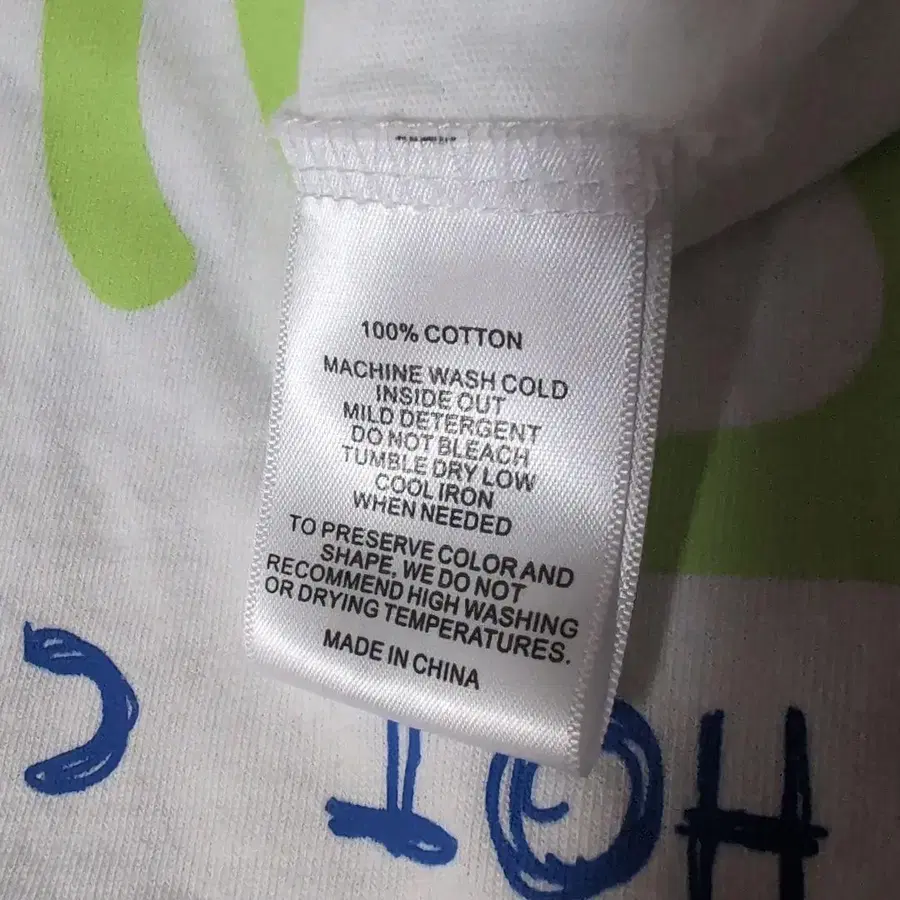 100% COTTON
MACHINE WASH COLD
INSIDE OUT
MILD DETERGENT
DO NOT BLEACH
TUMBLE DRY LOW
COOL IRON
WHEN NEEDED
TO PRESERVE COLOR AND
SHAPE, WE DO NOT
RECOMMEND HIGH WASHING
OR DRYING TEMPERATURES.
MADE IN CHINA